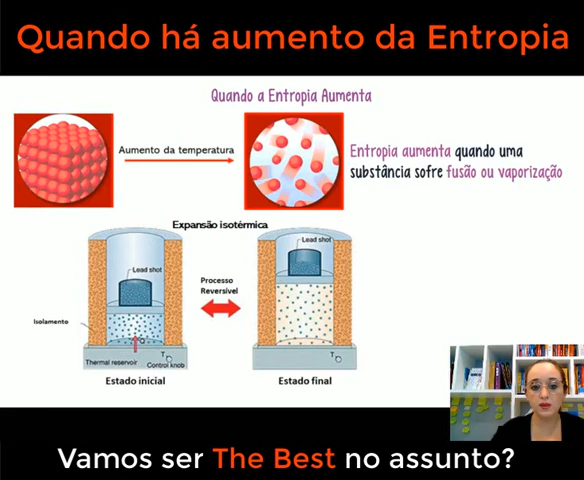 Quando há aumento da Entropia
Quando a Entropia Aumenta
Aumento da temperatura
Entropia aumenta quando uma
substância sofre fusão ou vaporização
Expansão isotérmica
Lead shot
Lead shot
Processo
Reversível
Isolamento
Q
Thermal reservoir
T
Control knob
T
Estado inicial
Estado final
Vamos ser The Best no assunto?